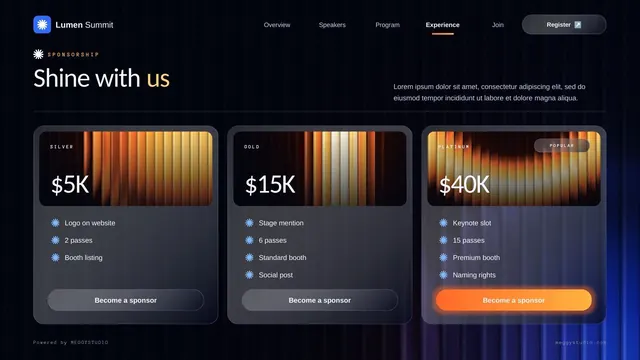 Lumen Summit
Overview
Speakers
Program
Experience
Join
Register
SPONSORSHIP
Shine with us
Lorem ipsum dolor sit amet, consectetur adipiscing elit, sed do
eiusmod tempor incididunt ut labore et dolore magna aliqua.
SILVER
$5K
Logo on website
2 passes
Booth listing
Become a sponsor
GOLD
$15K
Stage mention
6 passes
Standard booth
Social post
Become a sponsor
PLATINUM
POPULAR
$40K
Keynote slot
15 passes
Premium booth
Naming rights
Become a sponsor
Powered by MEGGYSTUDIO
meggystudio.com